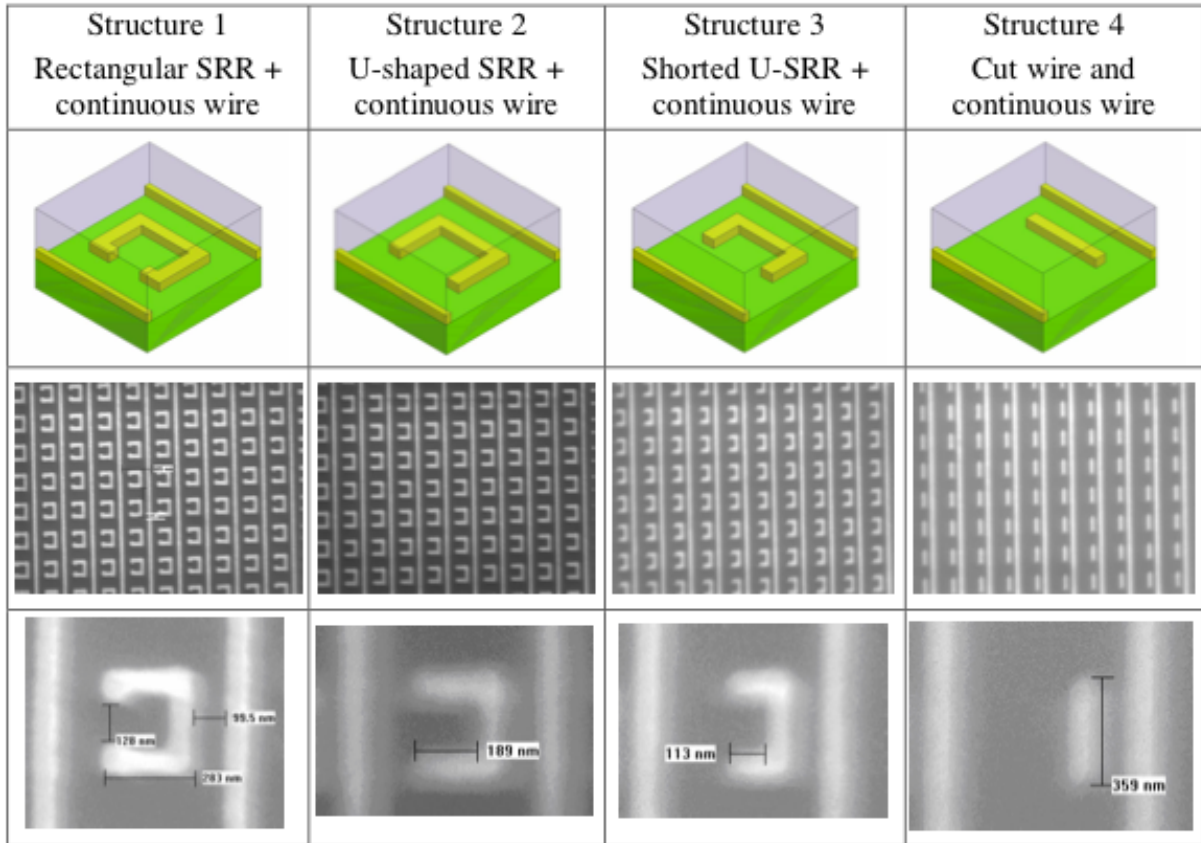 Structure 1
Rectangular SRR +
continuous wire
Structure 2
U-shaped SRR +
continuous wire
Structure 3
Shorted U-SRR +
continuous wire
Structure 4
Cut wire and
continuous wire
128 nm
99.5 nm
283 nm
189 nm
113 nm
359 nm